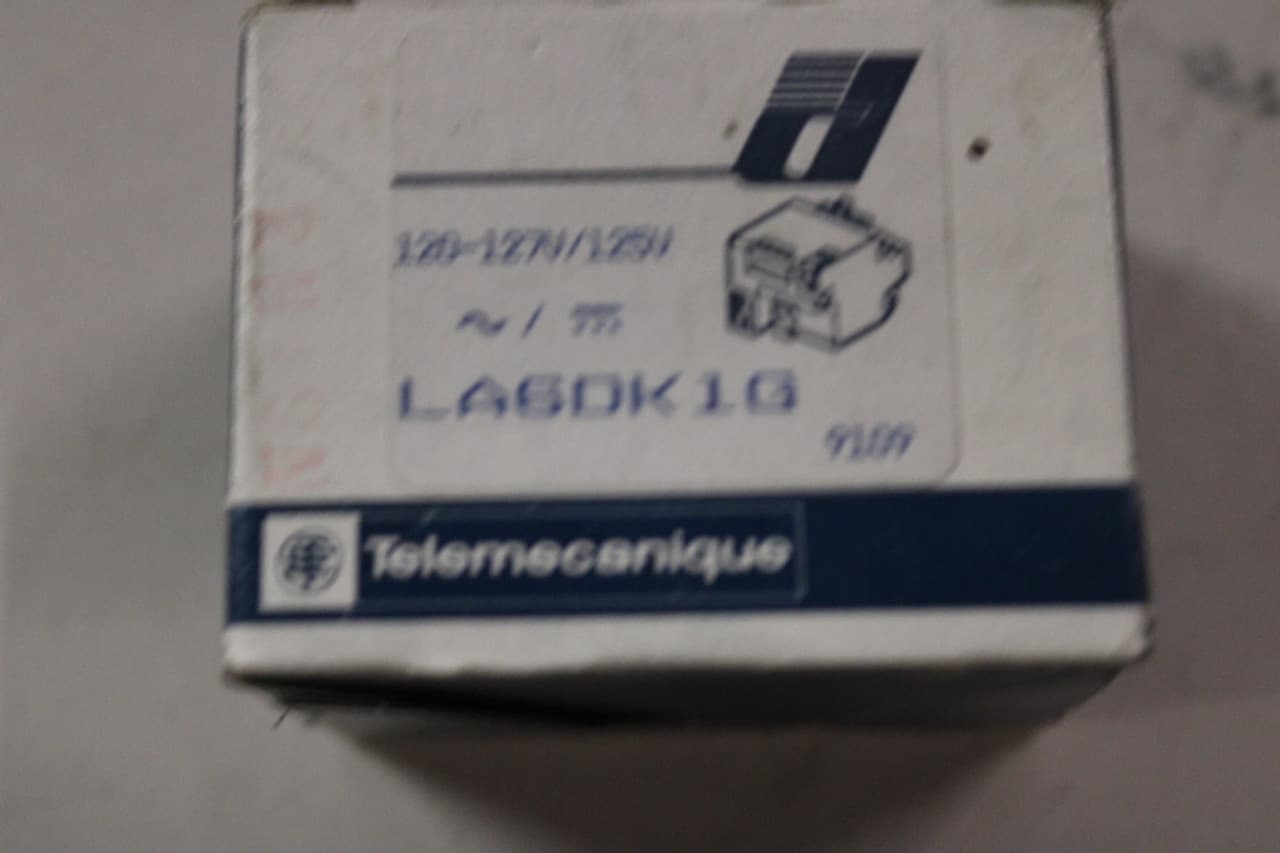 120-127V/125V
~ / ⎓
LA6DK1G
9109
Telemecanique